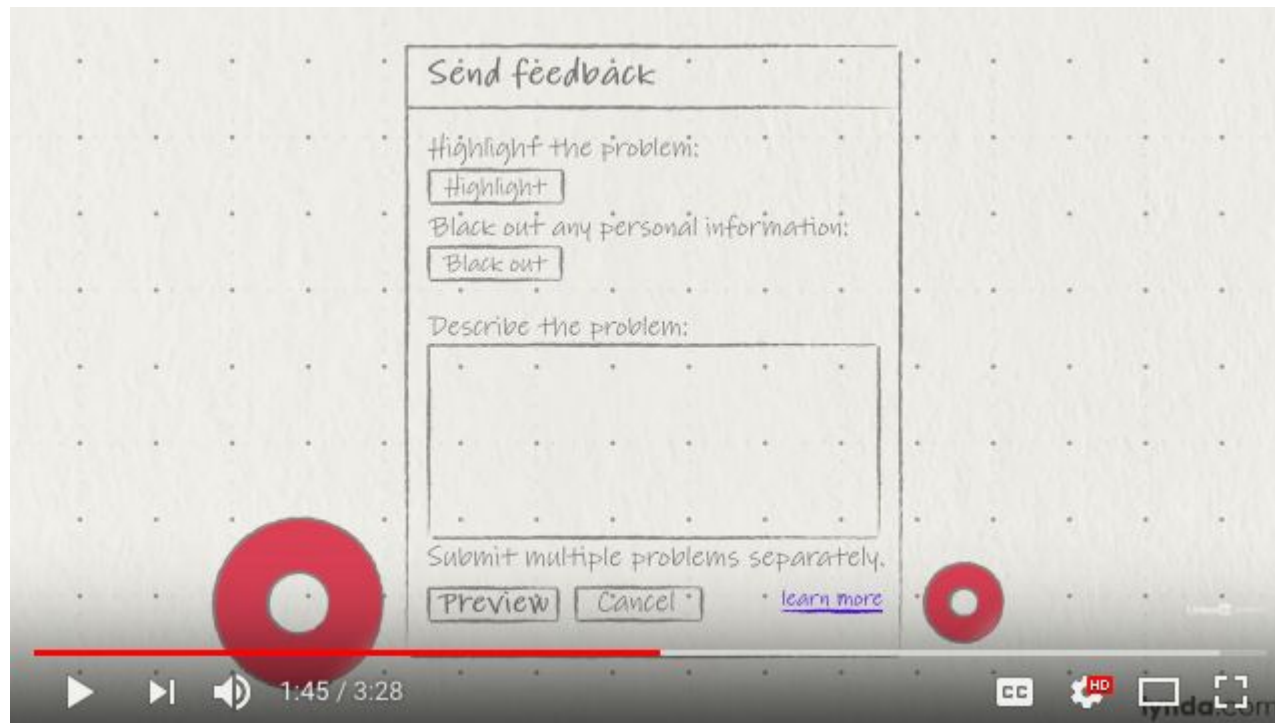 Send feedback
Highlight the problem:
Highlight
Black out any personal information:
Black out
Describe the problem:
Submit multiple problems separately.
Preview Cancel learn more
1:45 / 3:28
CC HD
lynda.com